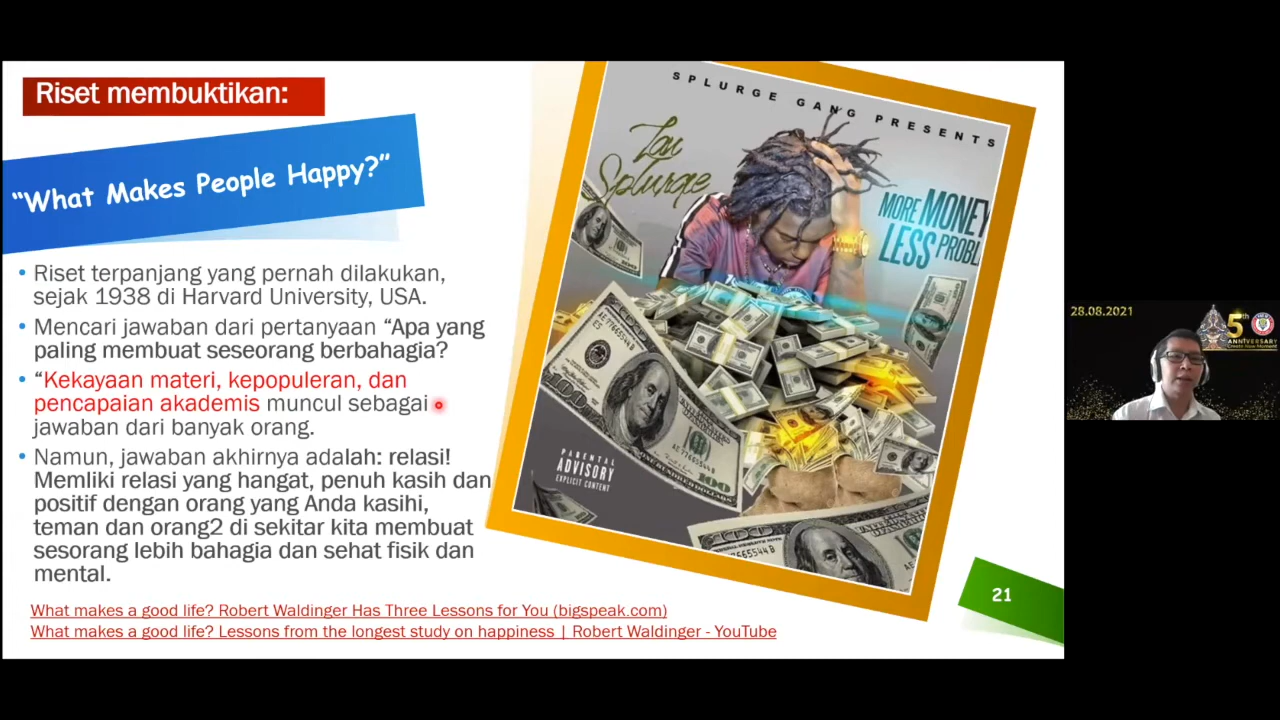 Riset membuktikan:
“What Makes People Happy?”
• Riset terpanjang yang pernah dilakukan,
sejak 1938 di Harvard University, USA.
• Mencari jawaban dari pertanyaan “Apa yang
paling membuat seseorang berbahagia?
• “Kekayaan materi, kepopuleran, dan
pencapaian akademis muncul sebagai
jawaban dari banyak orang.
• Namun, jawaban akhirnya adalah: relasi!
Memliki relasi yang hangat, penuh kasih dan
positif dengan orang yang Anda kasihi,
teman dan orang2 di sekitar kita membuat
sesorang lebih bahagia dan sehat fisik dan
mental.
What makes a good life? Robert Waldinger Has Three Lessons for You (bigspeak.com)
What makes a good life? Lessons from the longest study on happiness | Robert Waldinger - YouTube
SPLURGE GANG PRESENTS
Zau
Splurge
MORE MONEY
LESS PROBL
PARENTAL
ADVISORY
EXPLICIT CONTENT
100
21
28.08.2021
5th
ANNIVERSARY